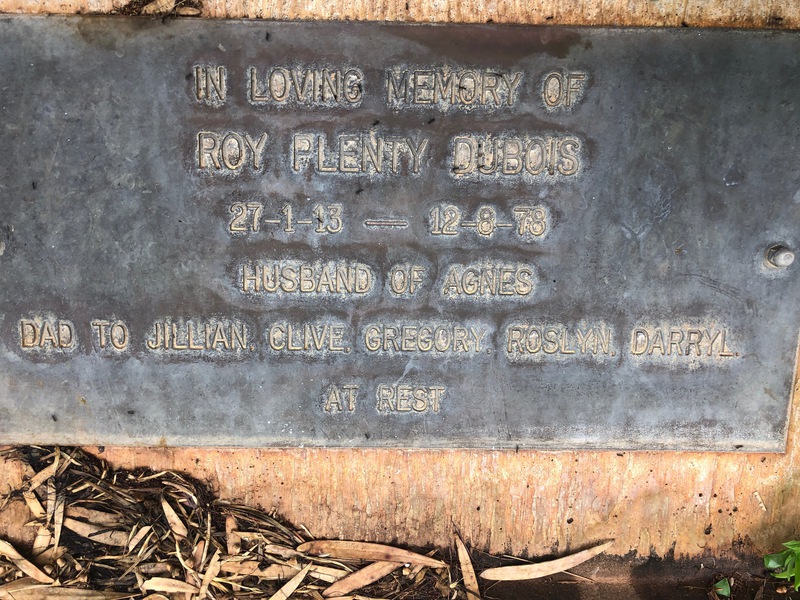 IN LOVING MEMORY OF
ROY PLENTY DUBOIS
27-1-13 — 12-8-78
HUSBAND OF AGNES
DAD TO JILLIAN. CLIVE. GREGORY. ROSLYN. DARRYL.
AT REST